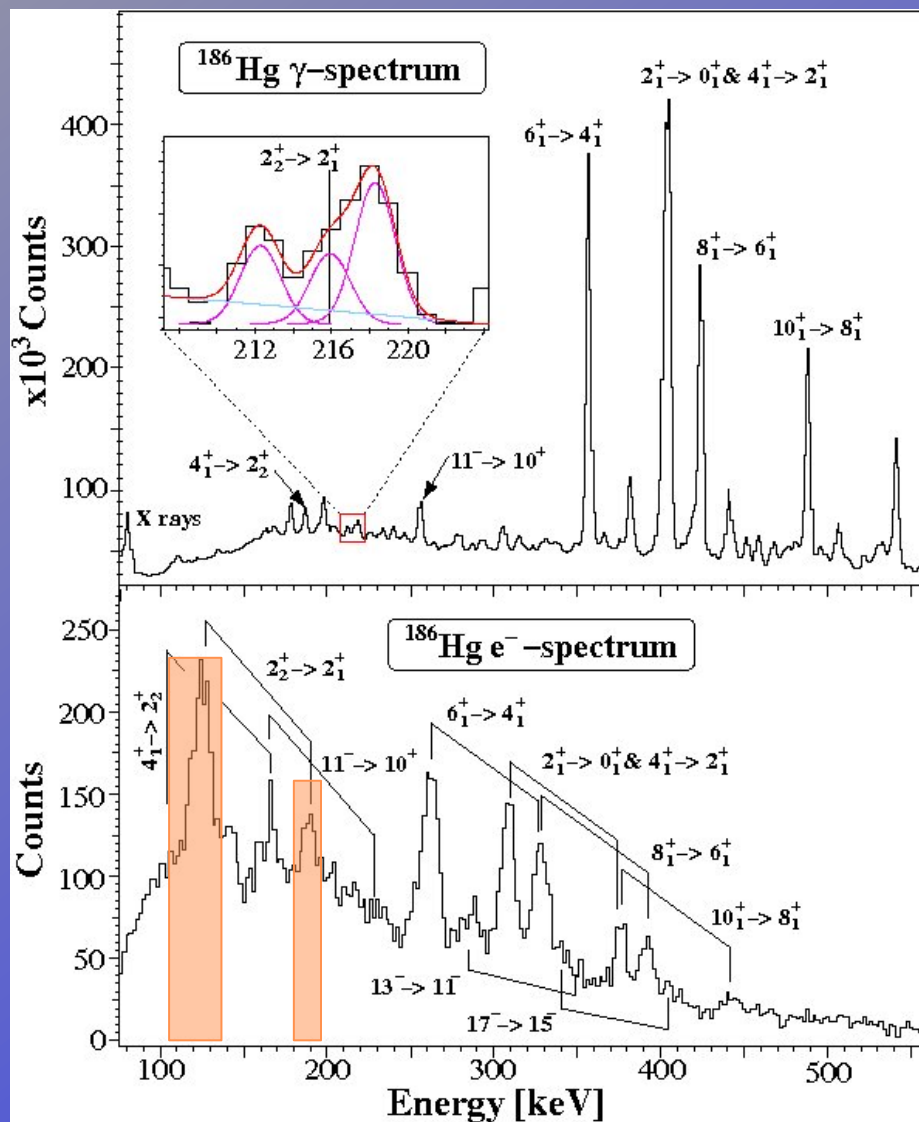 ¹⁸⁶Hg γ-spectrum
2₁⁺-> 0₁⁺& 4₁⁺-> 2₁⁺
6₁⁺-> 4₁⁺
2₂⁺-> 2₁⁺
8₁⁺-> 6₁⁺
10₁⁺-> 8₁⁺
4₁⁺-> 2₂⁺
11⁻-> 10⁺
X rays
212 216 220
400
300
200
100
x10³ Counts
¹⁸⁶Hg e⁻-spectrum
4₁⁺-> 2₂⁺
2₂⁺-> 2₁⁺
11⁻-> 10⁺
6₁⁺-> 4₁⁺
2₁⁺-> 0₁⁺& 4₁⁺-> 2₁⁺
8₁⁺-> 6₁⁺
10₁⁺-> 8₁⁺
13⁻-> 11⁻
17⁻-> 15⁻
250
200
150
100
50
0
Counts
100 200 300 400 500
Energy [keV]